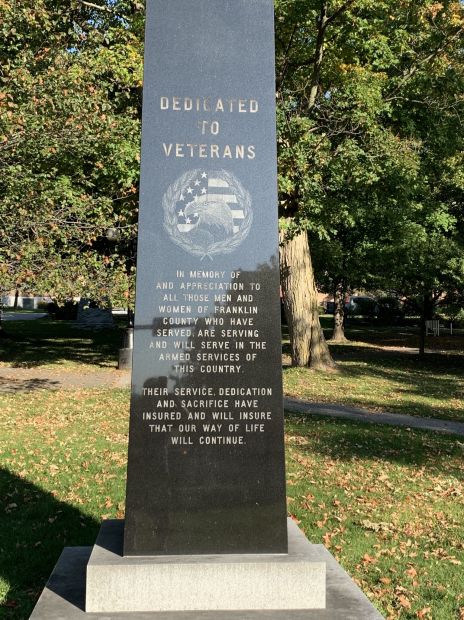 DEDICATED
TO
VETERANS
IN MEMORY OF
AND APPRECIATION TO
ALL THOSE MEN AND
WOMEN OF FRANKLIN
COUNTY WHO HAVE
SERVED, ARE SERVING
AND WILL SERVE IN THE
ARMED SERVICES OF
THIS COUNTRY.
THEIR SERVICE, DEDICATION
AND SACRIFICE HAVE
INSURED AND WILL INSURE
THAT OUR WAY OF LIFE
WILL CONTINUE.